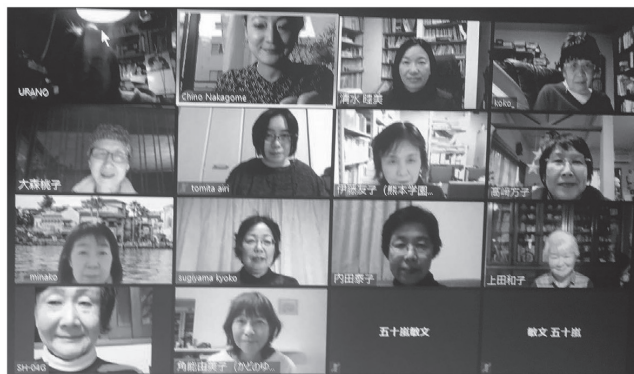 URANO
Chino Nakagome
清水 睦美
koko_
大森桃子
tomita airi
伊藤友子（熊本学園...
高崎方子
minako
sugiyama kyoko
内田泰子
上田和子
SH-04G
角能由美子（かどのゆ...
五十嵐敏文
敏文 五十嵐